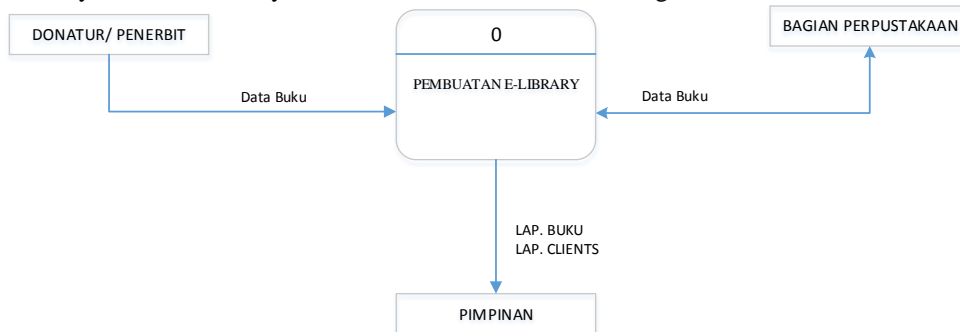 DONATUR/ PENERBIT
0
BAGIAN PERPUSTAKAAN
PEMBUATAN E-LIBRARY
Data Buku
Data Buku
LAP. BUKU
LAP. CLIENTS
PIMPINAN